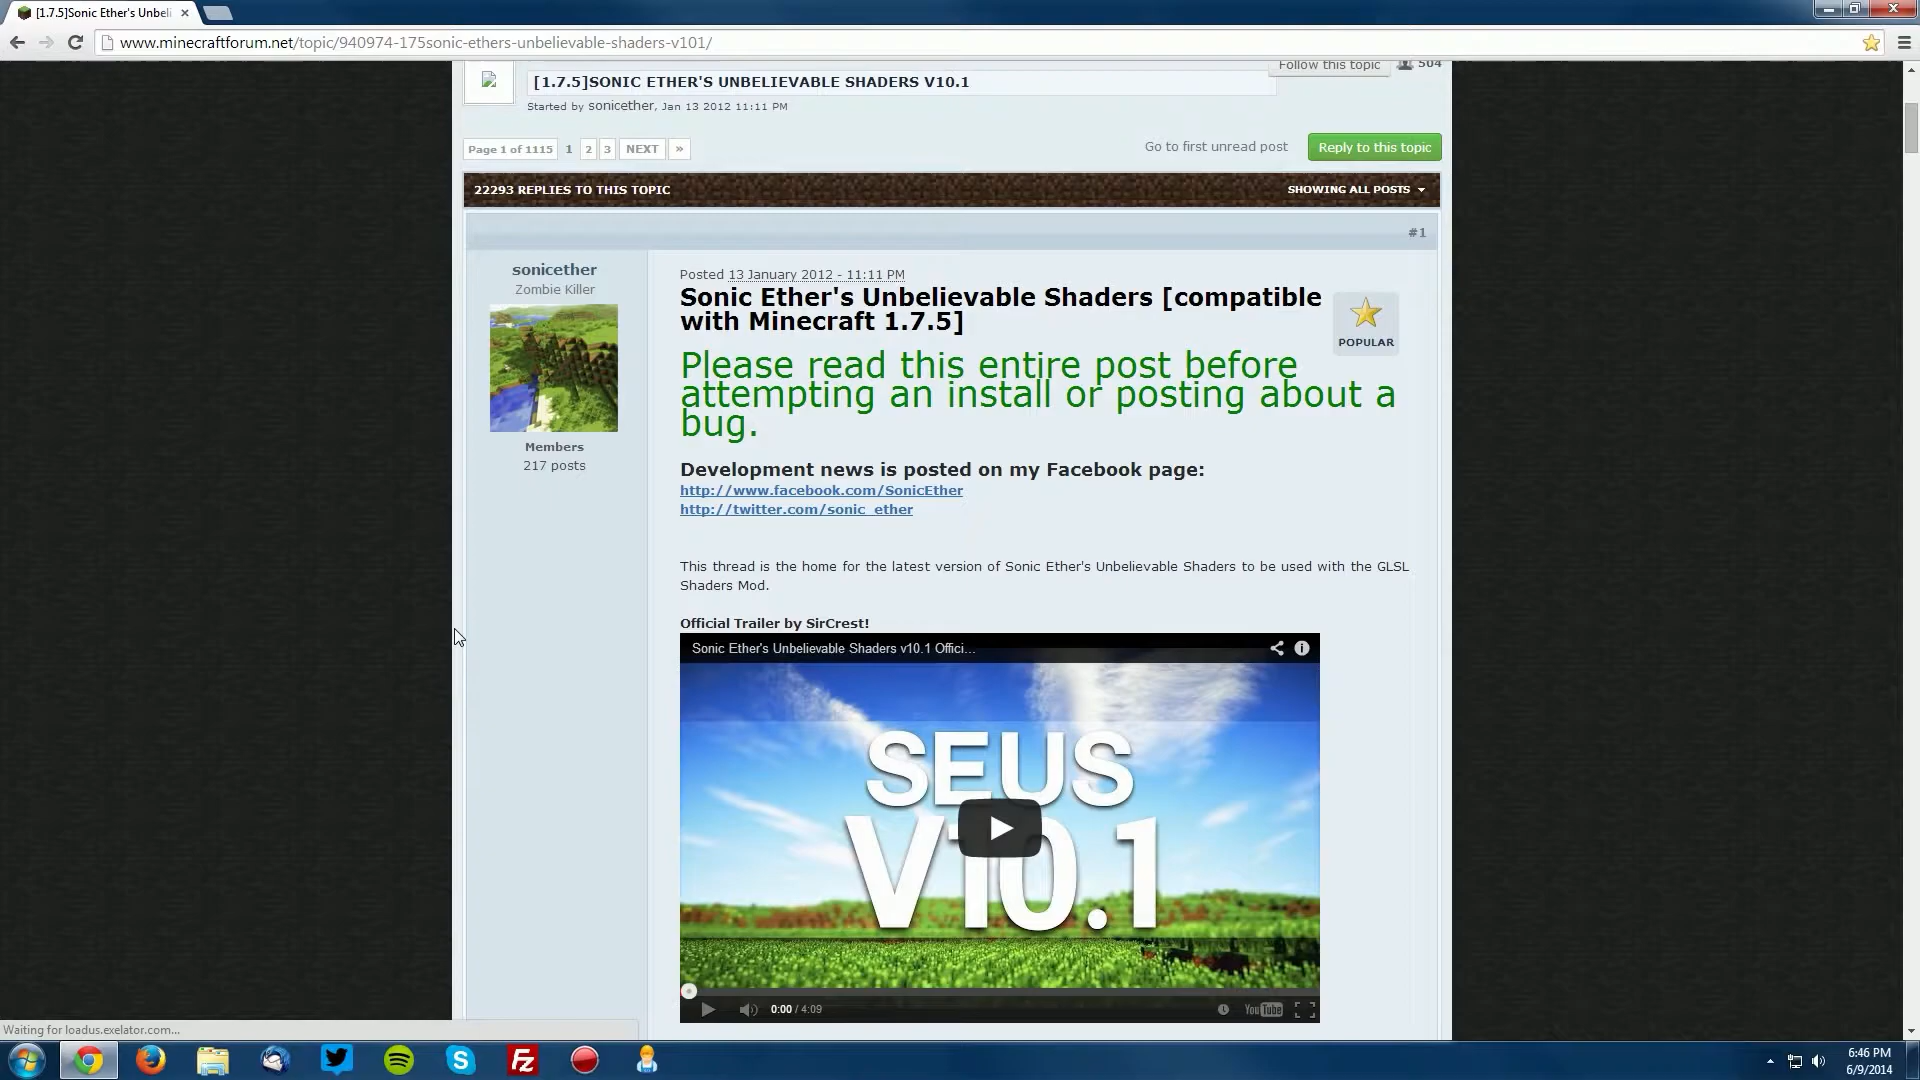 [1.7.5]Sonic Ether's Unbeli
www.minecraftforum.net/topic/940974-175sonic-ethers-unbelievable-shaders-v101/
[1.7.5]SONIC ETHER'S UNBELIEVABLE SHADERS V10.1
Follow this topic
504
Started by sonicether, Jan 13 2012 11:11 PM
Page 1 of 1115 1 2 3 NEXT »
Go to first unread post
Reply to this topic
22293 REPLIES TO THIS TOPIC
SHOWING ALL POSTS
#1
sonicether
Zombie Killer
Members
217 posts
Posted 13 January 2012 - 11:11 PM
Sonic Ether's Unbelievable Shaders [compatible
with Minecraft 1.7.5]
POPULAR
Please read this entire post before
attempting an install or posting about a
bug.
Development news is posted on my Facebook page:
http://www.facebook.com/SonicEther
http://twitter.com/sonic_ether
This thread is the home for the latest version of Sonic Ether's Unbelievable Shaders to be used with the GLSL
Shaders Mod.
Official Trailer by SirCrest!
Sonic Ether's Unbelievable Shaders v10.1 Offici...
SEUS
V10.1
0:00 / 4:09
YouTube
Waiting for loadus.exelator.com...
6:46 PM
6/9/2014